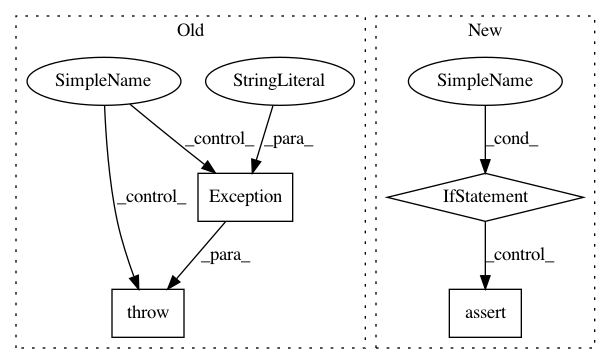 Old
New
SimpleName
StringLiteral
SimpleName
_control_
_para_
_cond_
_control_
Exception
IfStatement
_para_
_control_
throw
assert